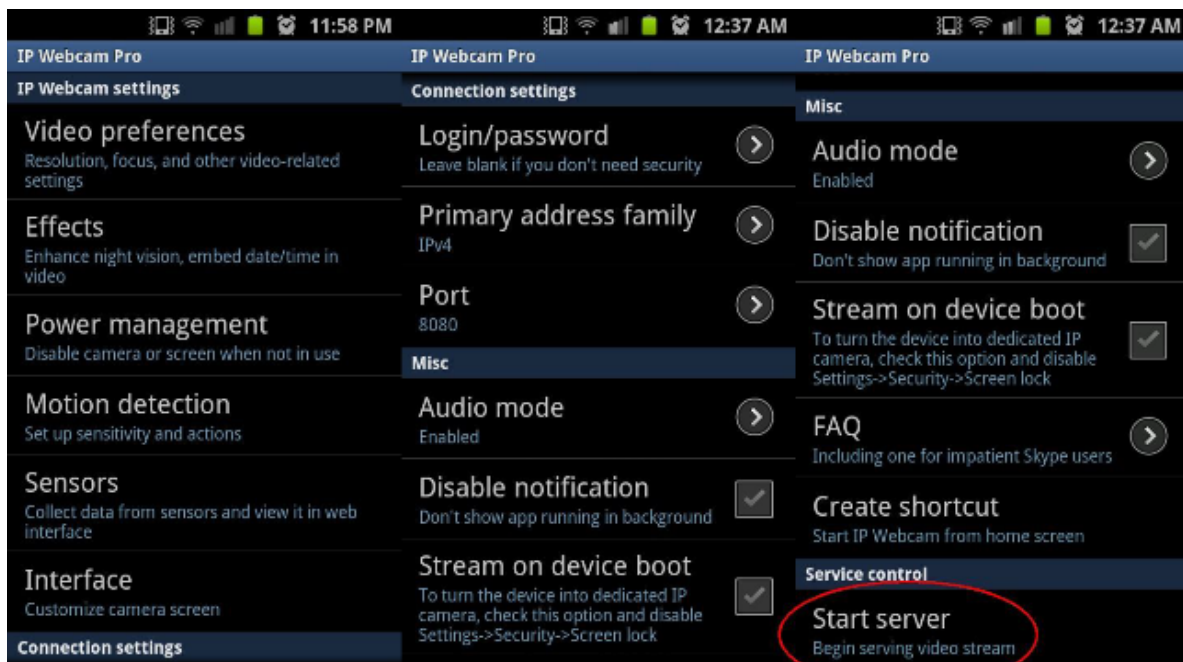 11:58 PM
IP Webcam Pro
IP Webcam settings
Video preferences
Resolution, focus, and other video-related
settings
Effects
Enhance night vision, embed date/time in
video
Power management
Disable camera or screen when not in use
Motion detection
Set up sensitivity and actions
Sensors
Collect data from sensors and view it in web
interface
Interface
Customize camera screen
Connection settings
12:37 AM
IP Webcam Pro
Connection settings
Login/password
Leave blank if you don't need security
Primary address family
IPv4
Port
8080
Misc
Audio mode
Enabled
Disable notification
Don't show app running in background
Stream on device boot
To turn the device into dedicated IP
camera, check this option and disable
Settings->Security->Screen lock
12:37 AM
IP Webcam Pro
Misc
Audio mode
Enabled
Disable notification
Don't show app running in background
Stream on device boot
To turn the device into dedicated IP
camera, check this option and disable
Settings->Security->Screen lock
FAQ
Including one for impatient Skype users
Create shortcut
Start IP Webcam from home screen
Service control
Start server
Begin serving video stream